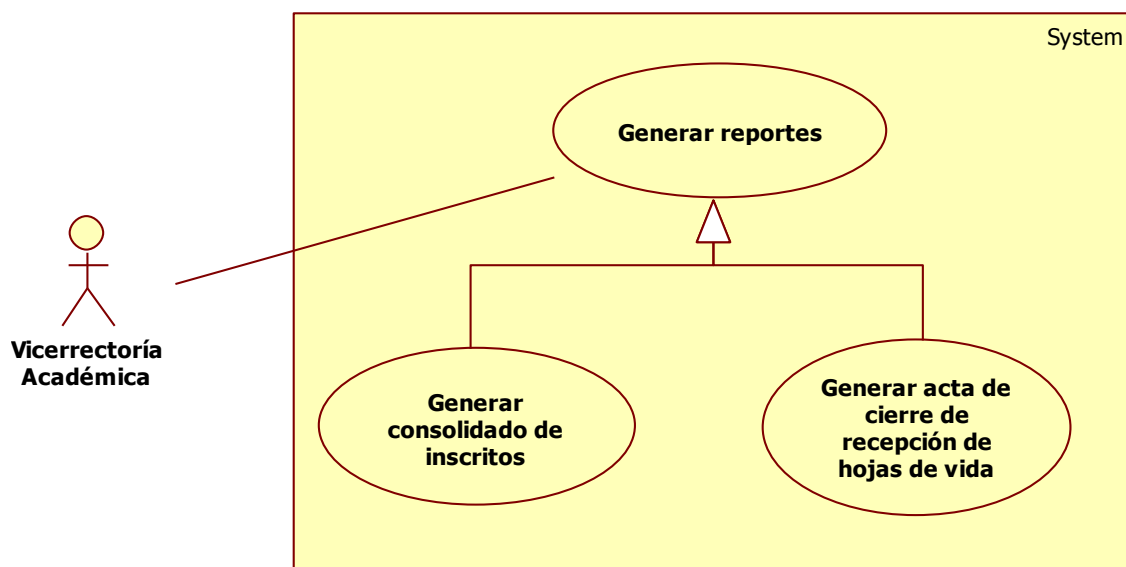 System
Generar reportes
Vicerrectoría
Académica
Generar
consolidado de
inscritos
Generar acta de
cierre de
recepción de
hojas de vida